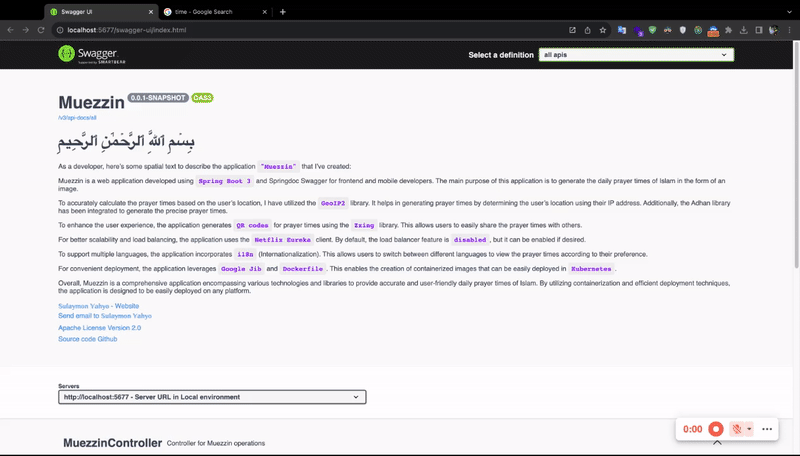 Swagger UI
time - Google Search
localhost:5677/swagger-ui/index.html
Swagger
Supported by SMARTBEAR
Select a definition
all apis
Muezzin 0.0.1-SNAPSHOT OAS3
/v3/api-docs/all
بِسْمِ ٱللَّٰهِ ٱلرَّحْمَٰنِ ٱلرَّحِيمِ
As a developer, here's some spatial text to describe the application "Muezzin" that I've created:
Muezzin is a web application developed using Spring Boot 3 and Springdoc Swagger for frontend and mobile developers. The main purpose of this application is to generate the daily prayer times of Islam in the form of an
image.
To accurately calculate the prayer times based on the user's location, I have utilized the GeoIP2 library. It helps in generating prayer times by determining the user's location using their IP address. Additionally, the Adhan library
has been integrated to generate the precise prayer times.
To enhance the user experience, the application generates QR codes for prayer times using the Zxing library. This allows users to easily share the prayer times with others.
For better scalability and load balancing, the application uses the Netflix Eureka client. By default, the load balancer feature is disabled , but it can be enabled if desired.
To support multiple languages, the application incorporates i18n (Internationalization). This allows users to switch between different languages to view the prayer times according to their preference.
For convenient deployment, the application leverages Google Jib and Dockerfile . This enables the creation of containerized images that can be easily deployed in Kubernetes .
Overall, Muezzin is a comprehensive application encompassing various technologies and libraries to provide accurate and user-friendly daily prayer times of Islam. By utilizing containerization and efficient deployment techniques,
the application is designed to be easily deployed on any platform.
Sulaymon Yahyo - Website
Send email to Sulaymon Yahyo
Apache License Version 2.0
Source code Github
Servers
http://localhost:5677 - Server URL in Local environment
0:00
MuezzinController Controller for Muezzin operations